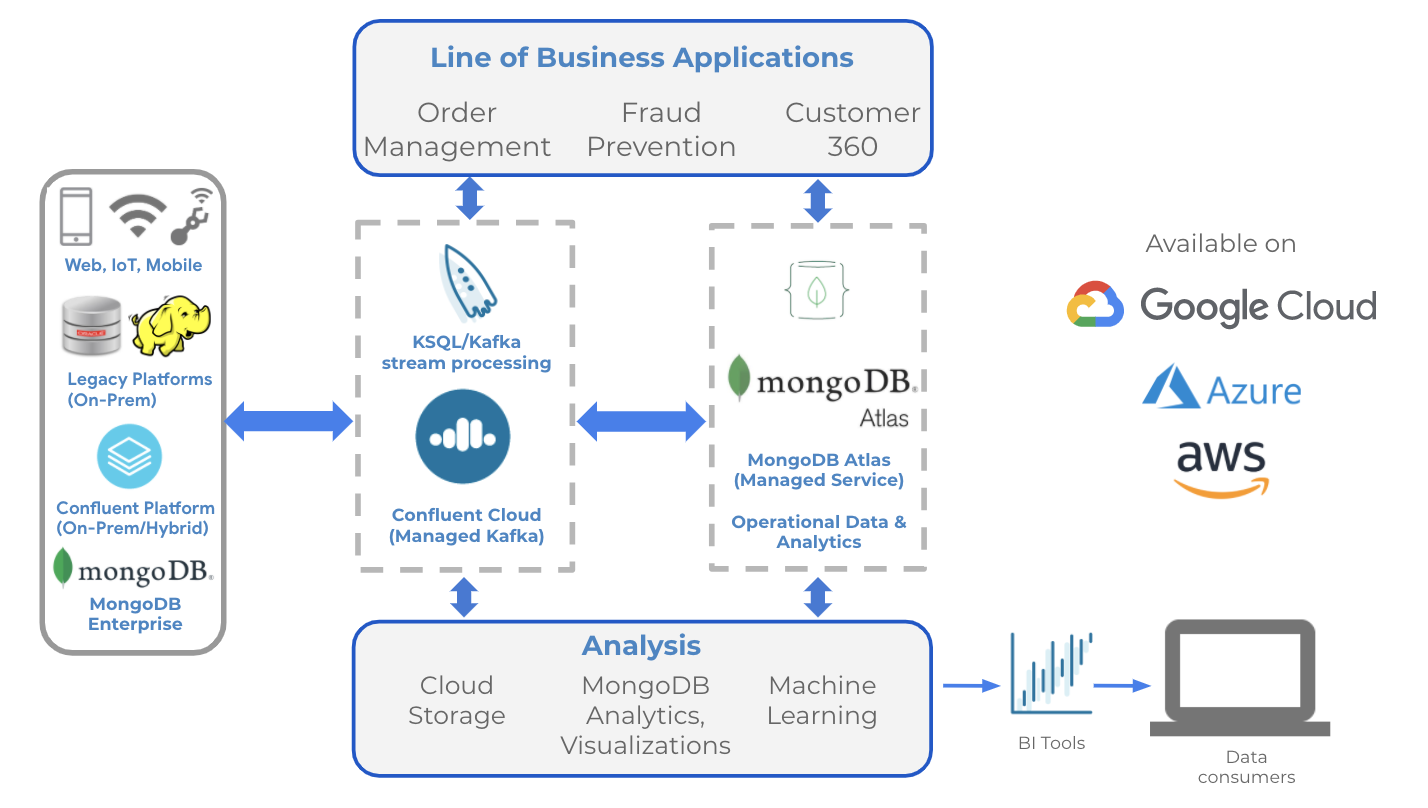 Line of Business Applications
Order
Management
Fraud
Prevention
Customer
360
Web, IoT, Mobile
ORACLE
Legacy Platforms
(On-Prem)
Confluent Platform
(On-Prem/Hybrid)
mongoDB®
MongoDB
Enterprise
KSQL/Kafka
stream processing
Confluent Cloud
(Managed Kafka)
mongoDB®
Atlas
MongoDB Atlas
(Managed Service)
Operational Data &
Analytics
Available on
Google Cloud
Azure
aws
Analysis
Cloud
Storage
MongoDB
Analytics,
Visualizations
Machine
Learning
BI Tools
Data
consumers